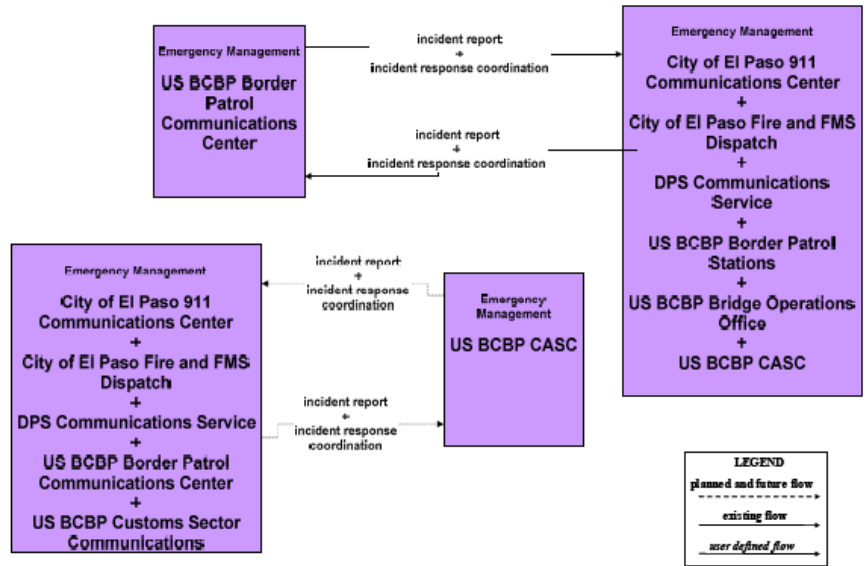 Emergency Management
US BCBP Border
Patrol
Communications
Center
incident report
+
incident response coordination
incident report
+
incident response coordination
Emergency Management
City of El Paso 911
Communications Center
+
City of El Paso Fire and FMS
Dispatch
+
DPS Communications
Service
+
US BCBP Border Patrol
Stations
+
US BCBP Bridge Operations
Office
+
US BCBP CASC
Emergency Management
City of El Paso 911
Communications Center
+
City of El Paso Fire and FMS
Dispatch
+
DPS Communications Service
+
US BCBP Border Patrol
Communications Center
+
US BCBP Customs Sector
Communications
incident report
+
incident response
coordination
incident report
+
incident response
coordination
Emergency
Management
US BCBP CASC
LEGEND
planned and future flow
existing flow
user defined flow